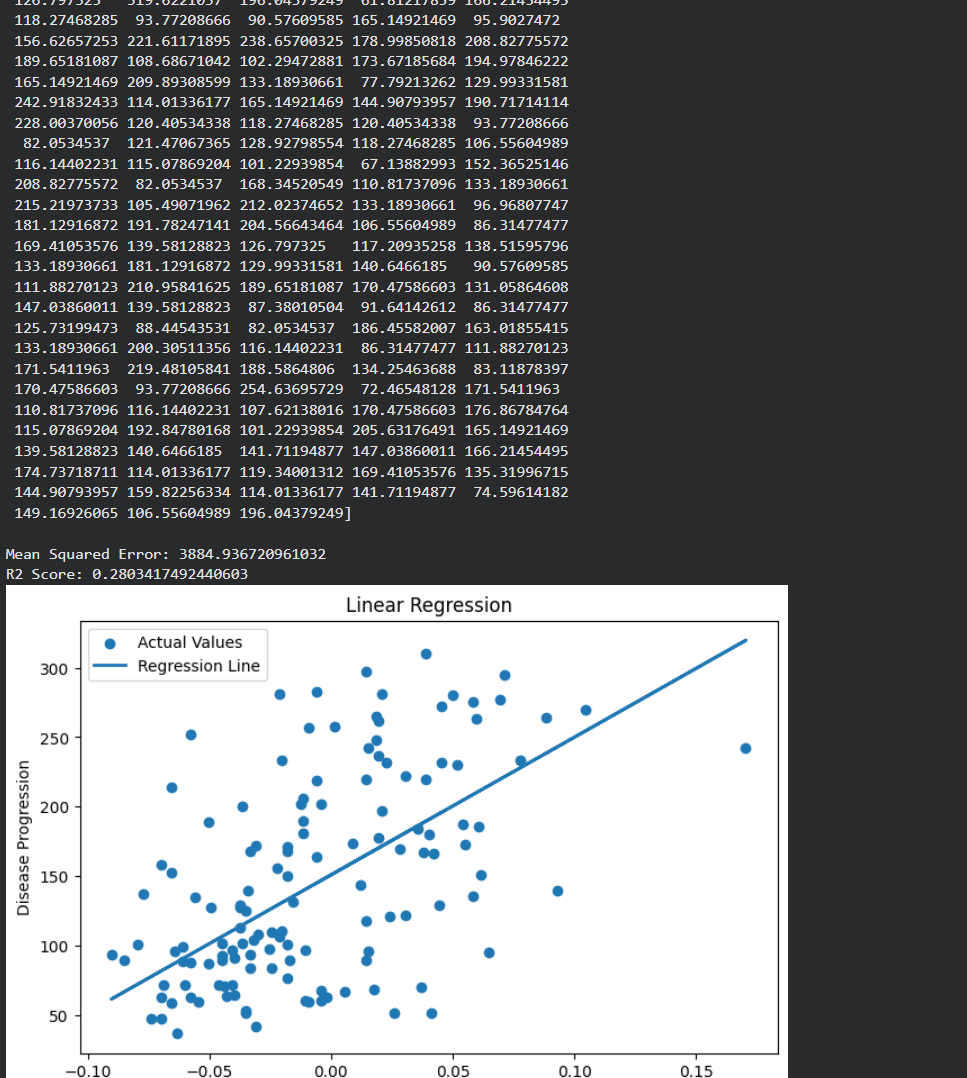 126.797325 319.6221037 196.04379249 61.81217859 166.21454495
118.27468285 93.77208666 90.57609585 165.14921469 95.9027472
156.62657253 221.61171895 238.65700325 178.99850818 208.82775572
189.65181087 108.68671042 102.29472881 173.67185684 194.97846222
165.14921469 209.89308599 133.18930661 77.79213262 129.99331581
242.91832433 114.01336177 165.14921469 144.90793957 190.71714114
228.00370056 120.40534338 118.27468285 120.40534338 93.77208666
82.0534537 121.47067365 128.92798554 118.27468285 106.55604989
116.14402231 115.07869204 101.22939854 67.13882993 152.36525146
208.82775572 82.0534537 168.34520549 110.81737096 133.18930661
215.21973733 105.49071962 212.02374652 133.18930661 96.96807747
181.12916872 191.78247141 204.56643464 106.55604989 86.31477477
169.41053576 139.58128823 126.797325 117.20935258 138.51595796
133.18930661 181.12916872 129.99331581 140.6466185 90.57609585
111.88270123 210.95841625 189.65181087 170.47586603 131.05864608
147.03860011 139.58128823 87.38010504 91.64142612 86.31477477
125.73199473 88.44543531 82.0534537 186.45582007 163.01855415
133.18930661 200.30511356 116.14402231 86.31477477 111.88270123
171.5411963 219.48105841 188.5864806 134.25463688 83.11878397
170.47586603 93.77208666 254.63695729 72.46548128 171.5411963
110.81737096 116.14402231 107.62138016 170.47586603 176.86784764
115.07869204 192.84780168 101.22939854 205.63176491 165.14921469
139.58128823 140.6466185 141.71194877 147.03860011 166.21454495
174.73718711 114.01336177 119.34001312 169.41053576 135.31996715
144.90793957 159.82256334 114.01336177 141.71194877 74.59614182
149.16926065 106.55604989 196.04379249]
Mean Squared Error: 3884.936720961032
R2 Score: 0.2803417492440603
Linear Regression
Actual Values
Regression Line
300
250
200
150
100
50
Disease Progression
−0.10 −0.05 0.00 0.05 0.10 0.15